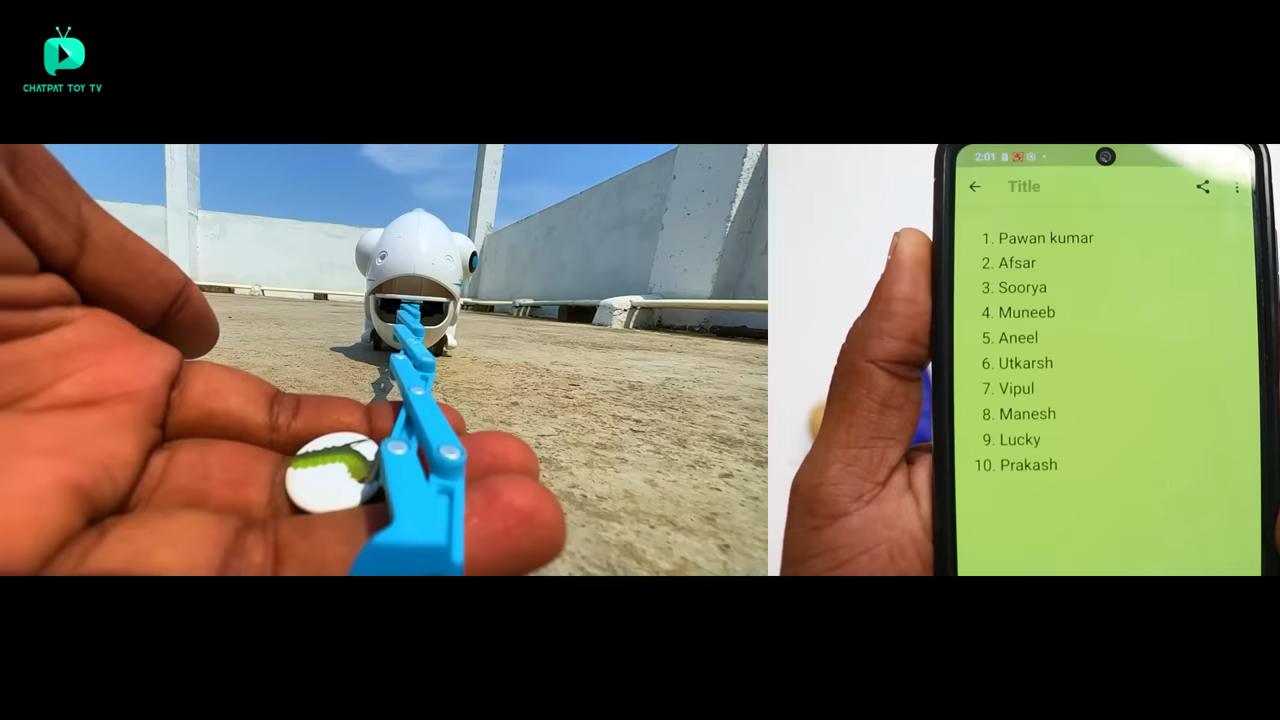 CHATPAT TOY TV
2:01
Title
1. Pawan kumar
2. Afsar
3. Soorya
4. Muneeb
5. Aneel
6. Utkarsh
7. Vipul
8. Manesh
9. Lucky
10. Prakash